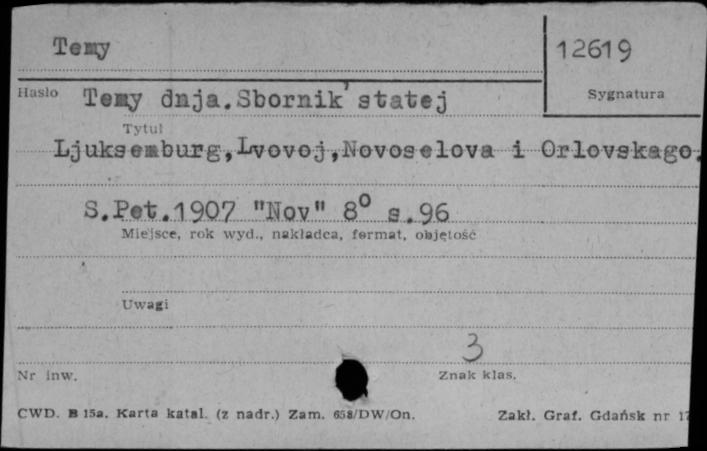 Temy
12619
Hasło Temy dnja.Sbornik'statej
Sygnatura
Tytuł
Ljuksemburg,Lvovoj,Novoselova i Orlovskago.
S.Pet.1907 "Nov" 8° s.96
Miejsce, rok wyd., nakładca, format, objętość
Uwagi
3
Nr inw.
Znak klas.
CWD. B 15a. Karta katal. (z nadr.) Zam. 658/DW/On.
Zakł. Graf. Gdańsk nr 17